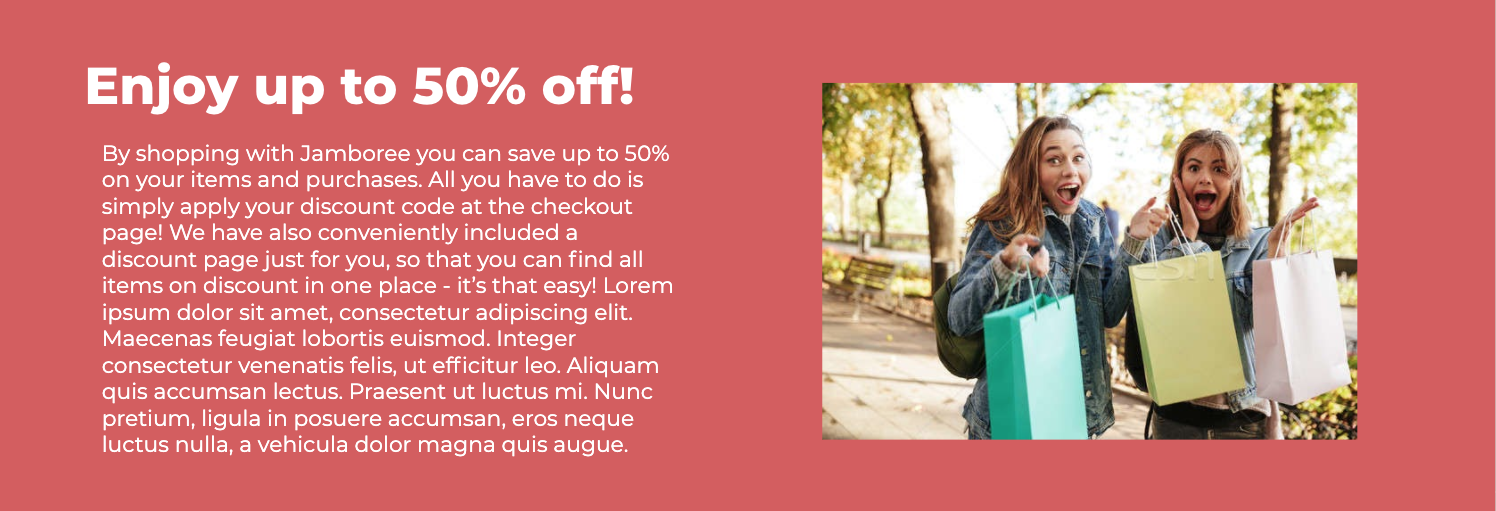 Enjoy up to 50% off!
By shopping with Jamboree you can save up to 50%
on your items and purchases. All you have to do is
simply apply your discount code at the checkout
page! We have also conveniently included a
discount page just for you, so that you can find all
items on discount in one place - it’s that easy! Lorem
ipsum dolor sit amet, consectetur adipiscing elit.
Maecenas feugiat lobortis euismod. Integer
consectetur venenatis felis, ut efficitur leo. Aliquam
quis accumsan lectus. Praesent ut luctus mi. Nunc
pretium, ligula in posuere accumsan, eros neque
luctus nulla, a vehicula dolor magna quis augue.